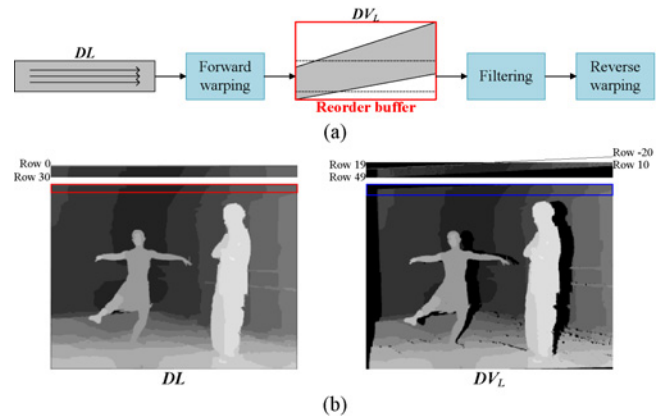 DV_L
DL
Forward
warping
Filtering
Reverse
warping
Reorder buffer
(a)
Row 0
Row 30
Row -20
Row 19
Row 10
Row 49
DL
DV_L
(b)